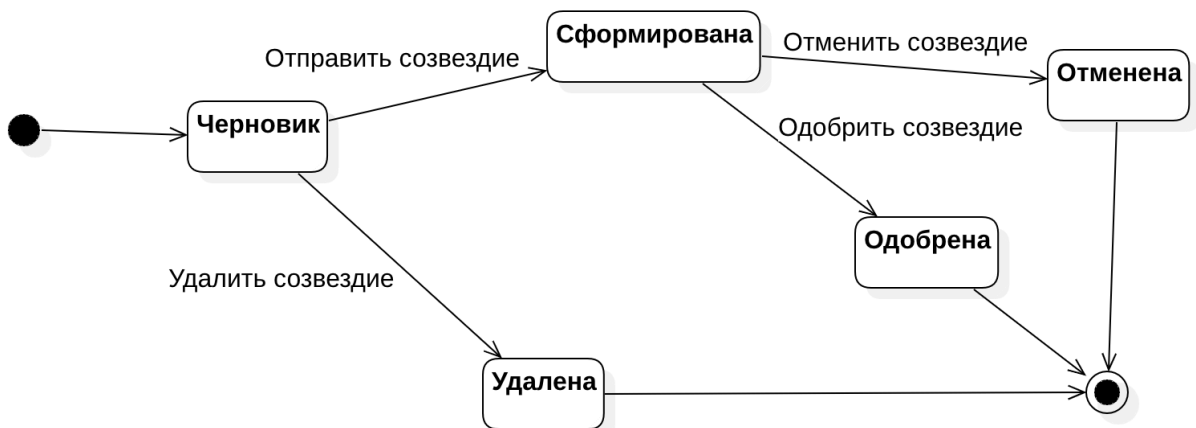 Сформирована
Отменить созвездие
Отправить созвездие
Отменена
Черновик
Одобрить созвездие
Одобрена
Удалить созвездие
Удалена